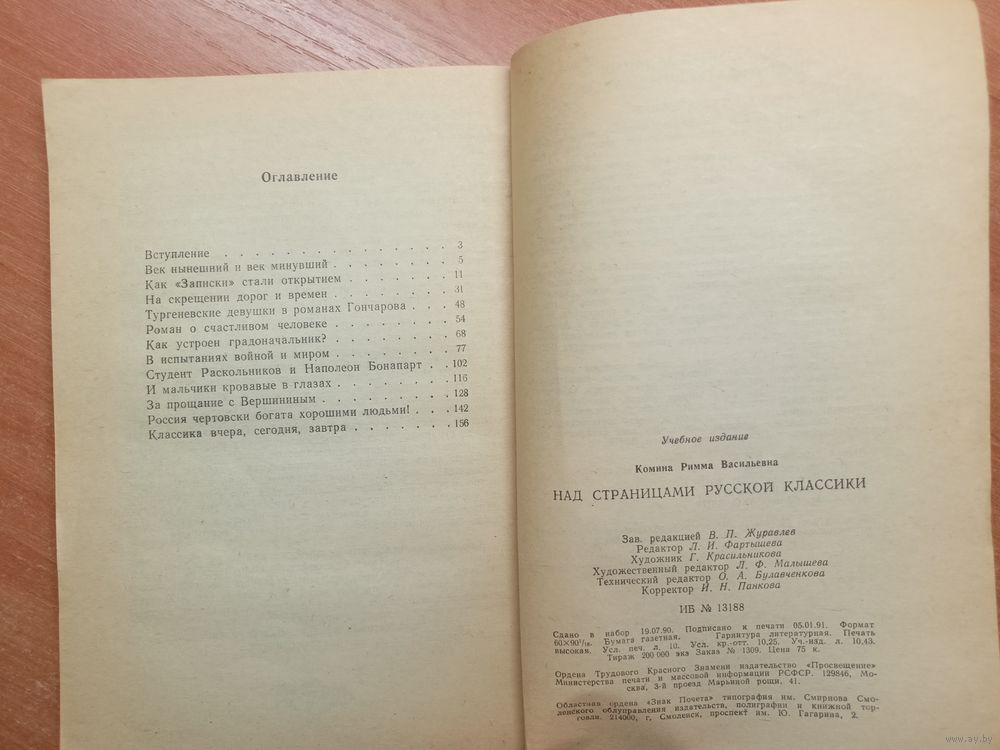 Оглавление
Вступление . . . . . . . . . . . . . . . 3
Век нынешний и век минувший . . . . . . . . 5
Как «Записки» стали открытием . . . . . . . 11
На скрещении дорог и времен . . . . . . . . 31
Тургеневские девушки в романах Гончарова . . . 48
Роман о счастливом человеке . . . . . . . . 54
Как устроен градоначальник? . . . . . . . . 68
В испытаниях войной и миром . . . . . . . . 77
Студент Раскольников и Наполеон Бонапарт . . 102
И мальчики кровавые в глазах . . . . . . . . 116
За прощание с Вершининым . . . . . . . . . 128
Россия чертовски богата хорошими людьми! . . . 142
Классика вчера, сегодня, завтра . . . . . . . 156
Учебное издание
Комина Римма Васильевна
НАД СТРАНИЦАМИ РУССКОЙ КЛАССИКИ
Зав. редакцией В. П. Журавлев
Редактор Л. И. Фартышева
Художник Г. Красильникова
Художественный редактор Л. Ф. Малышева
Технический редактор О. А. Булавченкова
Корректор И. Н. Панкова
ИБ № 13188
Сдано в набор 19.07.90. Подписано к печати 05.01.91. Формат
60×90¹/₁₆. Бумага газетная. Гарнитура литературная. Печать
высокая. Усл. печ. л. 10. Усл. кр.-отт. 10,25. Уч.-изд. л. 10,43.
Тираж 200 000 экз Заказ № 1309. Цена 75 к.
Ордена Трудового Красного Знамени издательство «Просвещение»
Министерства печати и массовой информации РСФСР. 129846, Мо-
сква, 3-й проезд Марьиной рощи, 41.
Областная ордена «Знак Почета» типография им. Смирнова Смо-
ленского облуправления издательств, полиграфии и книжной тор-
говли. 214000, г. Смоленск, проспект им. Ю. Гагарина, 2.
www.ay.by